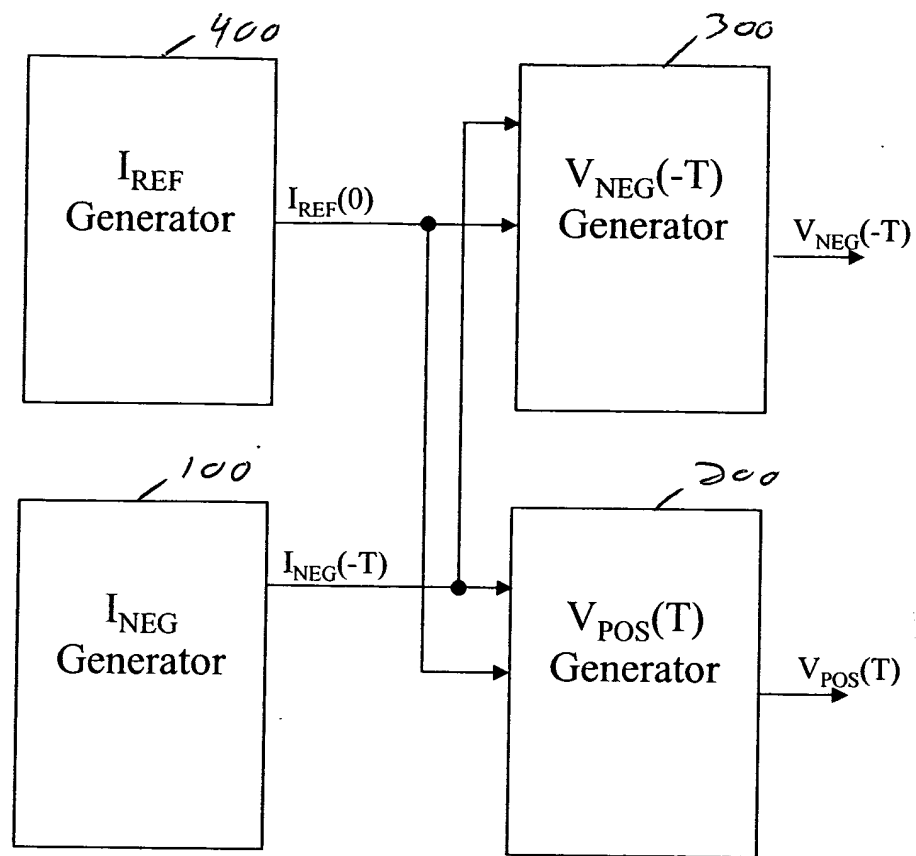 400
300
I_REF
Generator
I_REF(0)
V_NEG(-T)
Generator
V_NEG(-T)
100
200
I_NEG
Generator
I_NEG(-T)
V_POS(T)
Generator
V_POS(T)